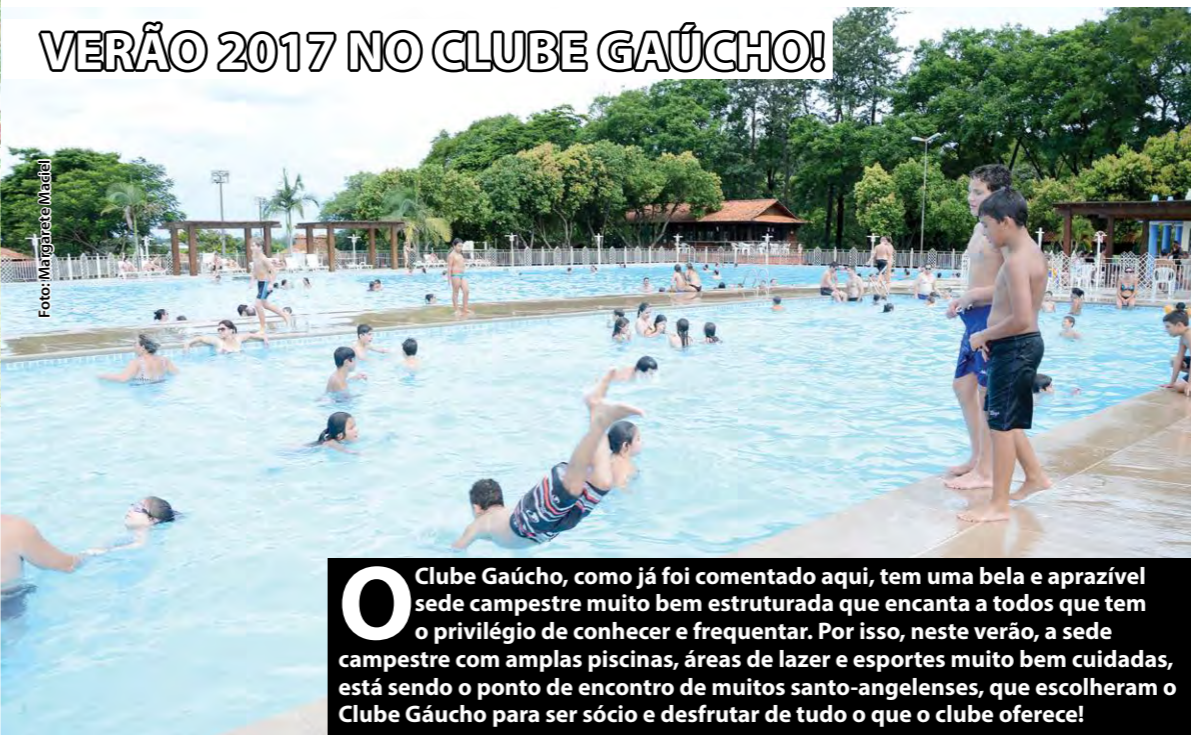 VERÃO 2017 NO CLUBE GAÚCHO!
Foto: Margarete Maciel
O Clube Gaúcho, como já foi comentado aqui, tem uma bela e aprazível
sede campestre muito bem estruturada que encanta a todos que tem
o privilégio de conhecer e frequentar. Por isso, neste verão, a sede
campestre com amplas piscinas, áreas de lazer e esportes muito bem cuidadas,
está sendo o ponto de encontro de muitos santo-angelenses, que escolheram o
Clube Gáucho para ser sócio e desfrutar de tudo o que o clube oferece!